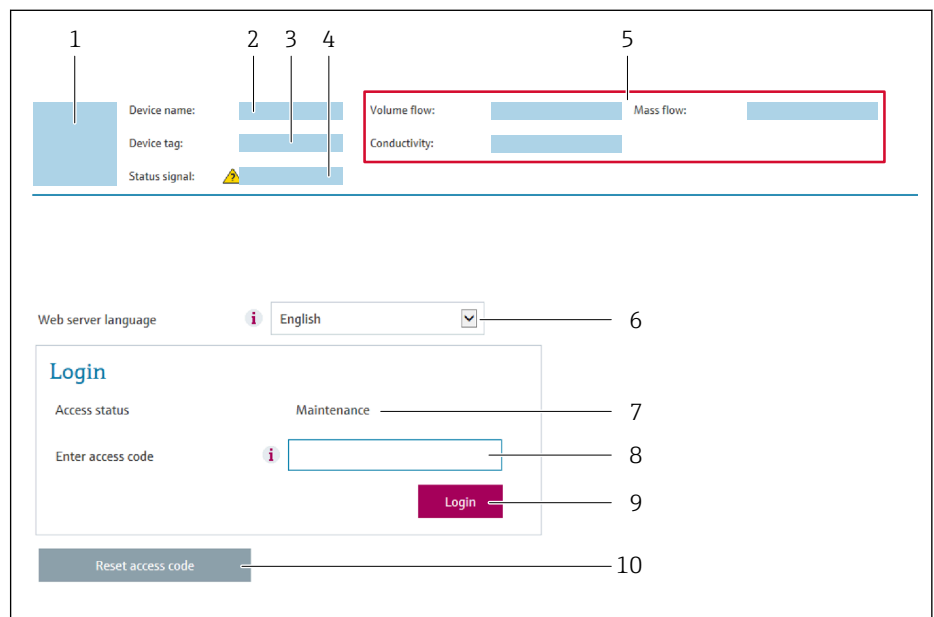 1 2 3 4 5
Device name: Volume flow: Mass flow:
Device tag: Conductivity:
Status signal: ?
Web server language i English 6
Login
Access status Maintenance 7
Enter access code i 8
Login 9
Reset access code 10